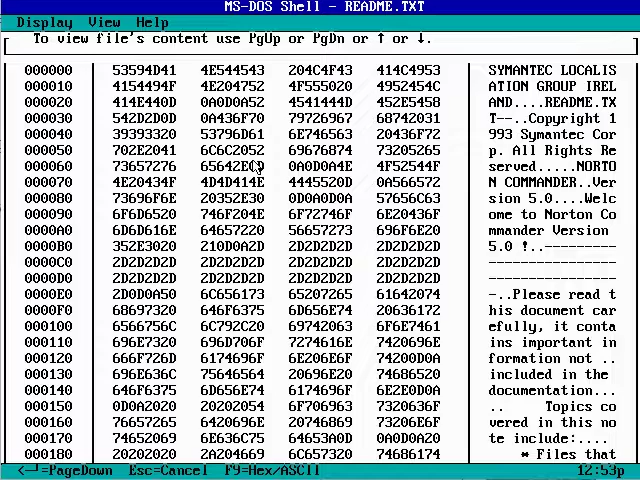 MS-DOS Shell - README.TXT
Display View Help
To view file's content use PgUp or PgDn or ↑ or ↓.
000000 53594D41 4E544543 204C4F43 414C4953 SYMANTEC LOCALIS
000010 4154494F 4E204752 4F555020 4952454C ATION GROUP IREL
000020 414E440D 0A0D0A52 4541444D 452E5458 AND....README.TX
000030 542D2D0D 0A436F70 79726967 68742031 T--..Copyright 1
000040 39393320 53796D61 6E746563 20436F72 993 Symantec Cor
000050 702E2041 6C6C2052 69676874 73205265 p. All Rights Re
000060 73657276 65642E0D 0A0D0A4E 4F52544F served.....NORTO
000070 4E20434F 4D4D414E 4445520D 0A566572 N COMMANDER..Ver
000080 73696F6E 20352E30 0D0A0D0A 57656C63 sion 5.0....Welc
000090 6F6D6520 746F204E 6F72746F 6E20436F ome to Norton Co
0000A0 6D6D616E 64657220 56657273 696F6E20 mmander Version
0000B0 352E3020 210D0A2D 2D2D2D2D 2D2D2D2D 5.0 !..---------
0000C0 2D2D2D2D 2D2D2D2D 2D2D2D2D 2D2D2D2D ----------------
0000D0 2D2D2D2D 2D2D2D2D 2D2D2D2D 2D2D2D2D ----------------
0000E0 2D0D0A50 6C656173 65207265 61642074 -..Please read t
0000F0 68697320 646F6375 6D656E74 20636172 his document car
000100 6566756C 6C792C20 69742063 6F6E7461 efully, it conta
000110 696E7320 696D706F 7274616E 7420696E ins important in
000120 666F726D 6174696F 6E206E6F 74200D0A formation not ..
000130 696E636C 75646564 20696E20 74686520 included in the
000140 646F6375 6D656E74 6174696F 6E2E0D0A documentation...
000150 0D0A2020 20202054 6F706963 7320636F ..     Topics co
000160 76657265 6420696E 20746869 73206E6F vered in this no
000170 74652069 6E636C75 64653A0D 0A0D0A20 te include:....
000180 20202020 2A204669 6C657320 74686174     * Files that
<─┘=PageDown Esc=Cancel F9=Hex/ASCII 12:53p